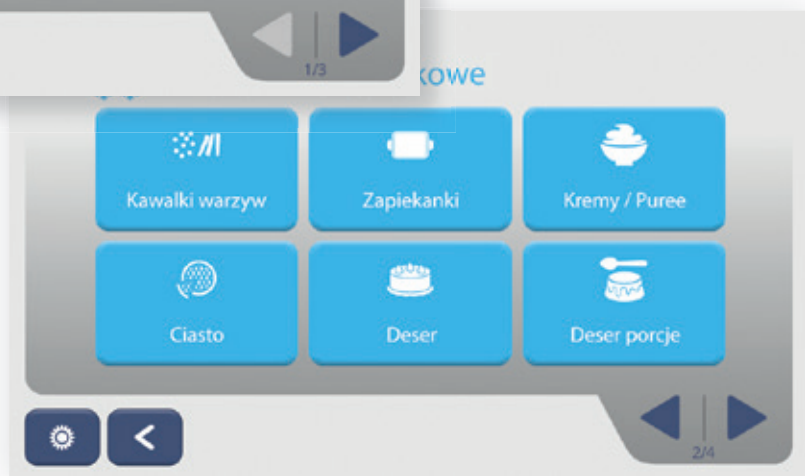 1/3
kowe
Kawalki warzyw
Zapiekanki
Kremy / Puree
Ciasto
Deser
Deser porcje
2/4